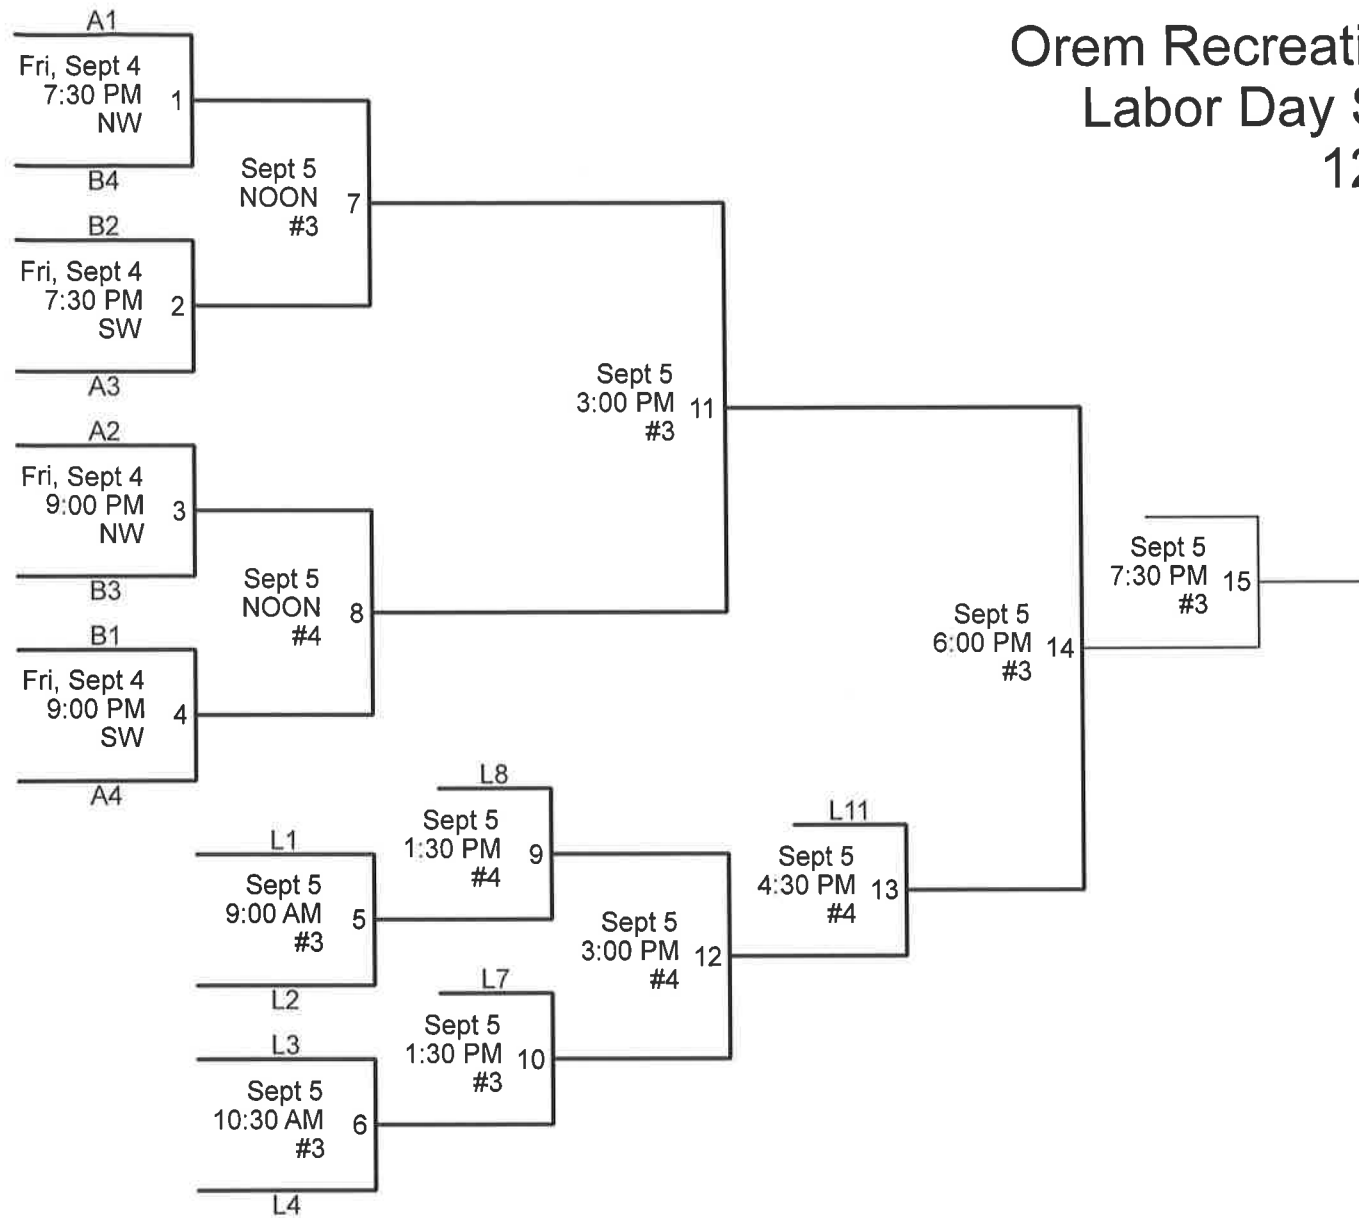 Orem Recreati
Labor Day S
12
A1
Fri, Sept 4
7:30 PM
NW
1
B4
Sept 5
NOON
#3
7
B2
Fri, Sept 4
7:30 PM
SW
2
A3
Sept 5
3:00 PM
#3
11
A2
Fri, Sept 4
9:00 PM
NW
3
B3
Sept 5
NOON
#4
8
B1
Fri, Sept 4
9:00 PM
SW
4
A4
Sept 5
7:30 PM
#3
15
Sept 5
6:00 PM
#3
14
L8
Sept 5
1:30 PM
#4
9
L11
Sept 5
4:30 PM
#4
13
L1
Sept 5
9:00 AM
#3
5
L2
Sept 5
3:00 PM
#4
12
L7
Sept 5
1:30 PM
#3
10
L3
Sept 5
10:30 AM
#3
6
L4